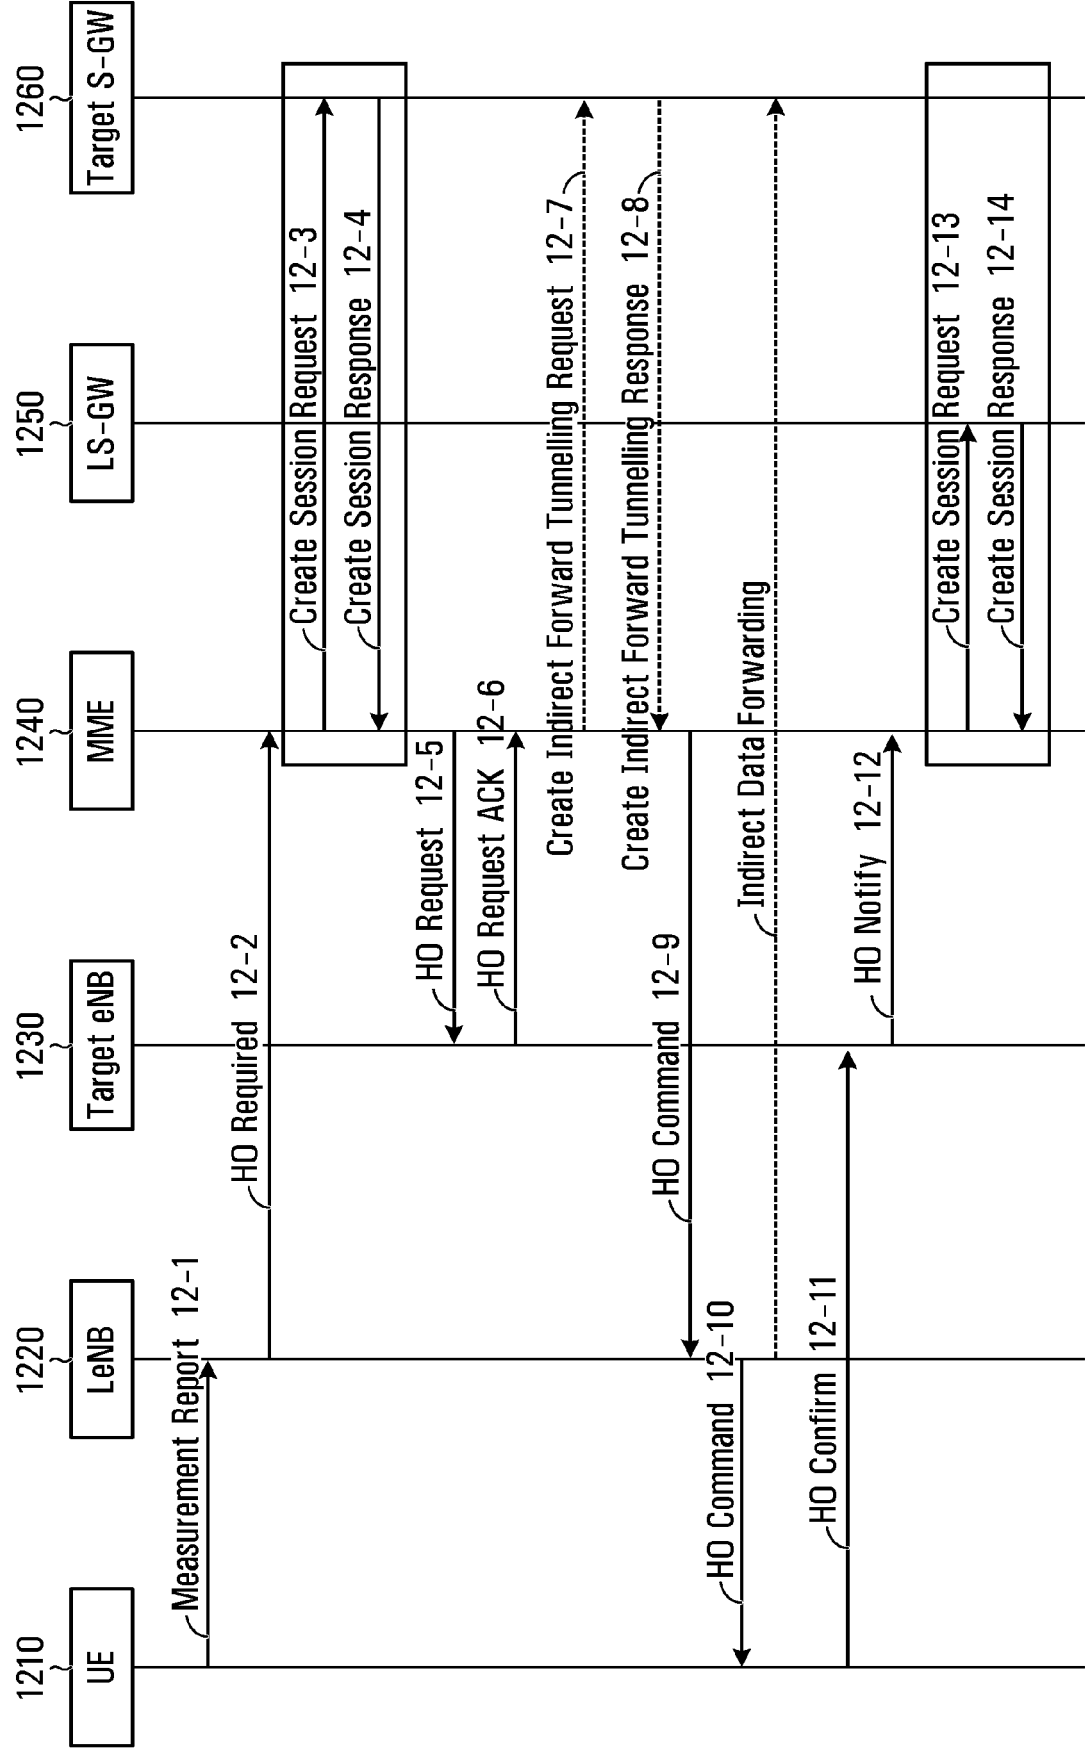 1210
1220
1230
1240
1250
1260
UE
LeNB
Target eNB
MME
LS-GW
Target S-GW
Measurement Report 12-1
HO Required 12-2
Create Session Request 12-3
Create Session Response 12-4
HO Request 12-5
HO Request ACK 12-6
Create Indirect Forward Tunnelling Request 12-7
Create Indirect Forward Tunnelling Response 12-8
HO Command 12-9
HO Command 12-10
Indirect Data Forwarding
HO Confirm 12-11
HO Notify 12-12
Create Session Request 12-13
Create Session Response 12-14